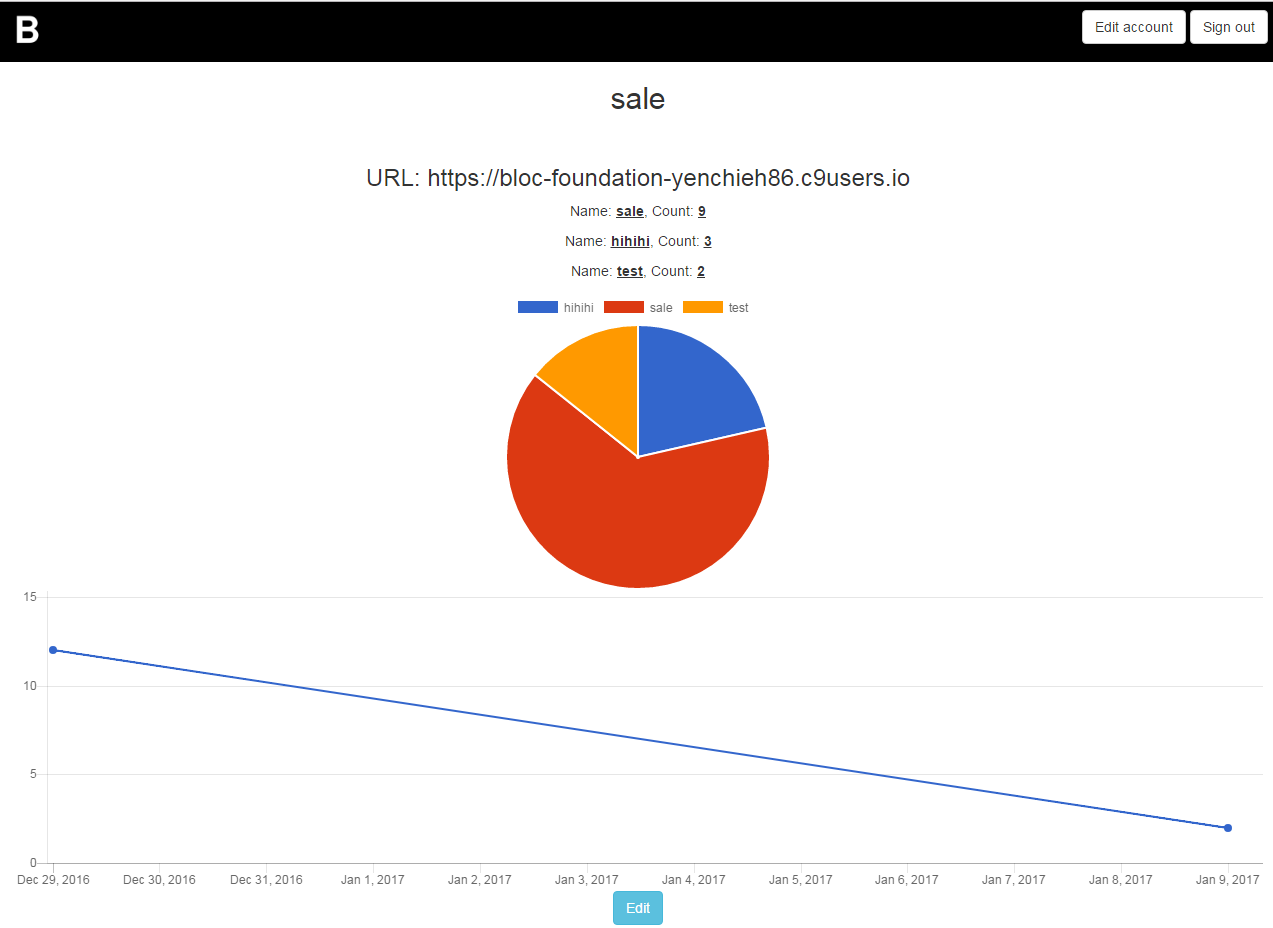 B
Edit account
Sign out
sale
URL: https://bloc-foundation-yenchieh86.c9users.io
Name: sale, Count: 9
Name: hihihi, Count: 3
Name: test, Count: 2
hihihi sale test
15
10
5
0
Dec 29, 2016 Dec 30, 2016 Dec 31, 2016 Jan 1, 2017 Jan 2, 2017 Jan 3, 2017 Jan 4, 2017 Jan 5, 2017 Jan 6, 2017 Jan 7, 2017 Jan 8, 2017 Jan 9, 2017
Edit